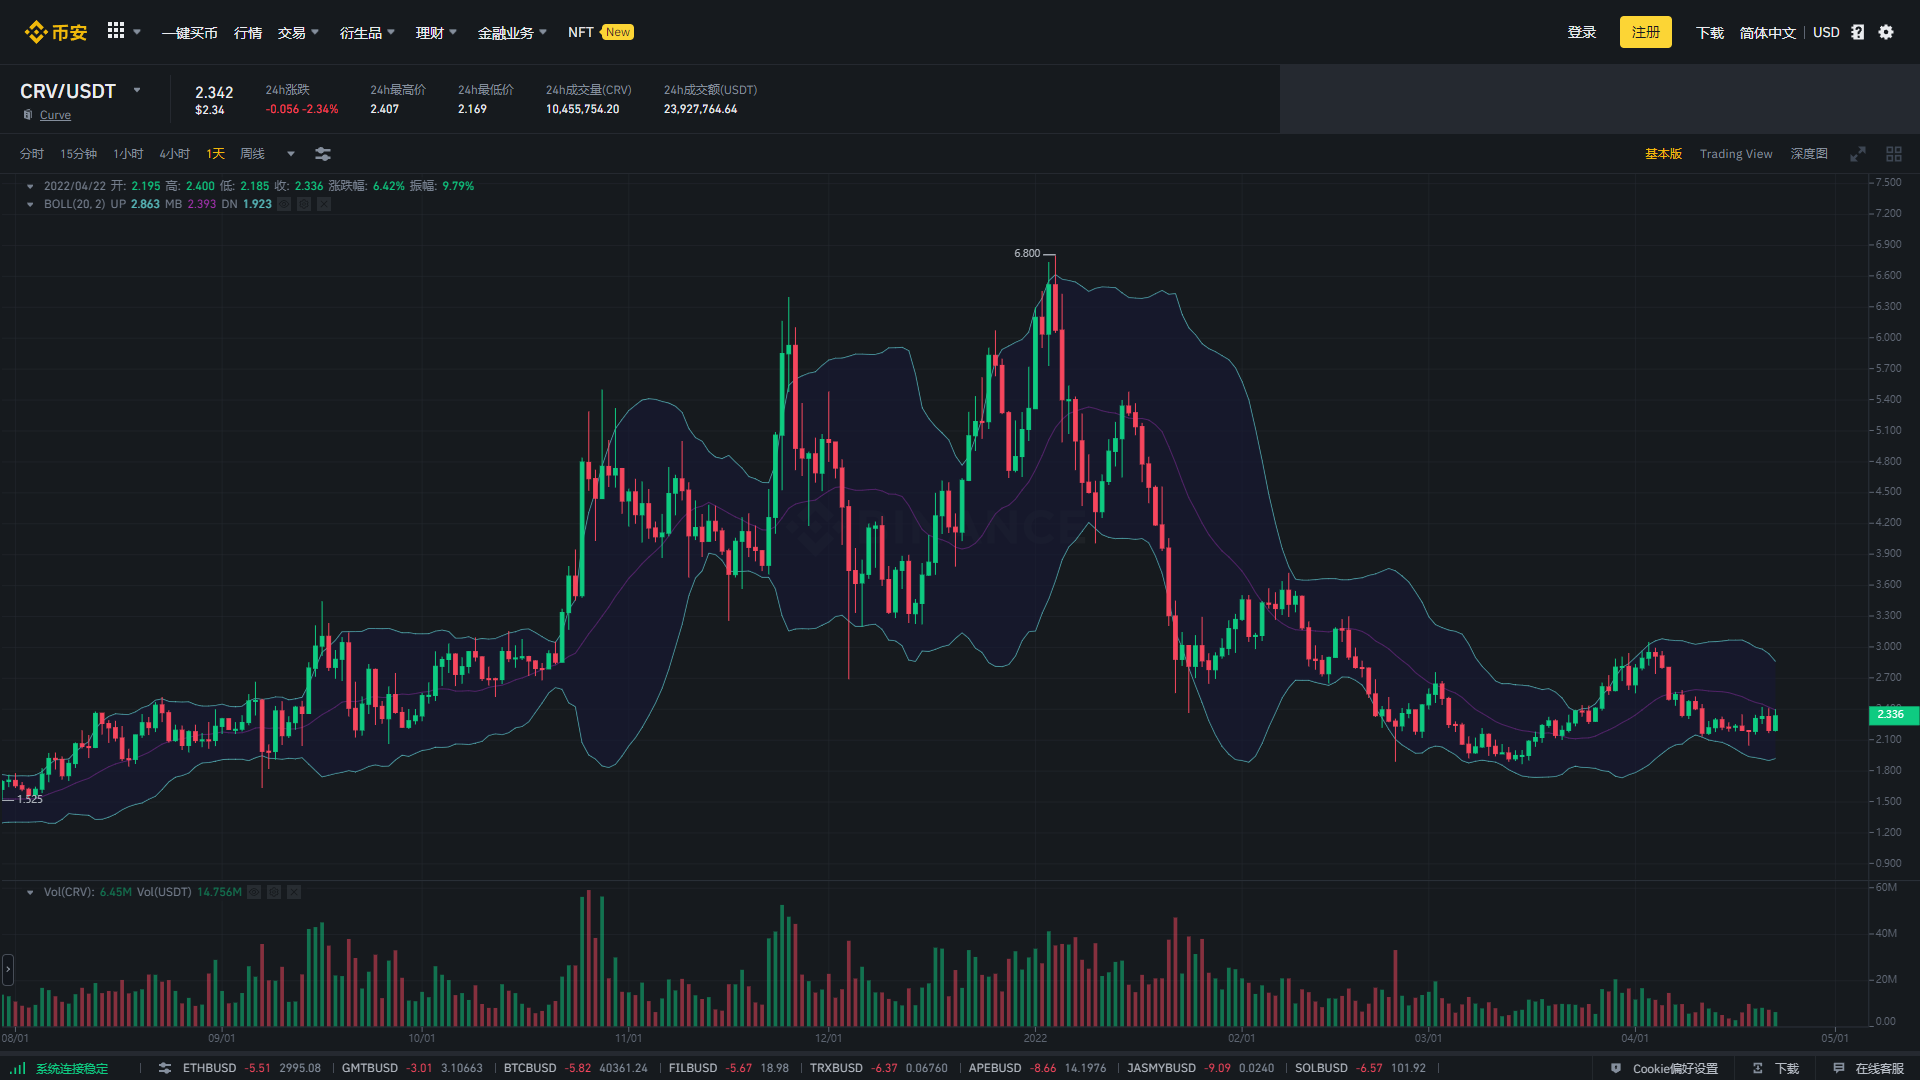 币安 一键买币 行情 交易 衍生品 理财 金融业务 NFT New 登录 注册 下载 简体中文 USD
CRV/USDT
Curve
2.342
$2.34
24h涨跌
-0.056 -2.34%
24h最高价
2.407
24h最低价
2.169
24h成交量(CRV)
10,455,754.20
24h成交额(USDT)
23,927,764.64
分时 15分钟 1小时 4小时 1天 周线 基本版 Trading View 深度图
2022/04/22 开: 2.195 高: 2.400 低: 2.185 收: 2.336 涨跌幅: 6.42% 振幅: 9.79%
BOLL(20, 2) UP 2.863 MB 2.393 DN 1.923
6.800
1.525
BINANCE
7.500
7.200
6.900
6.600
6.300
6.000
5.700
5.400
5.100
4.800
4.500
4.200
3.900
3.600
3.300
3.000
2.700
2.336
2.100
1.800
1.500
1.200
0.900
Vol(CRV): 6.45M Vol(USDT) 14.756M
60M
40M
20M
0.00
08/01 09/01 10/01 11/01 12/01 2022 02/01 03/01 04/01 05/01
系统连接稳定 ETHBUSD -5.51 2995.08 GMTBUSD -3.01 3.10663 BTCBUSD -5.82 40361.24 FILBUSD -5.67 18.98 TRXBUSD -6.37 0.06760 APEBUSD -8.66 14.1976 JASMYBUSD -9.09 0.0240 SOLBUSD -6.57 101.92 Cookie偏好设置 下载 在线客服